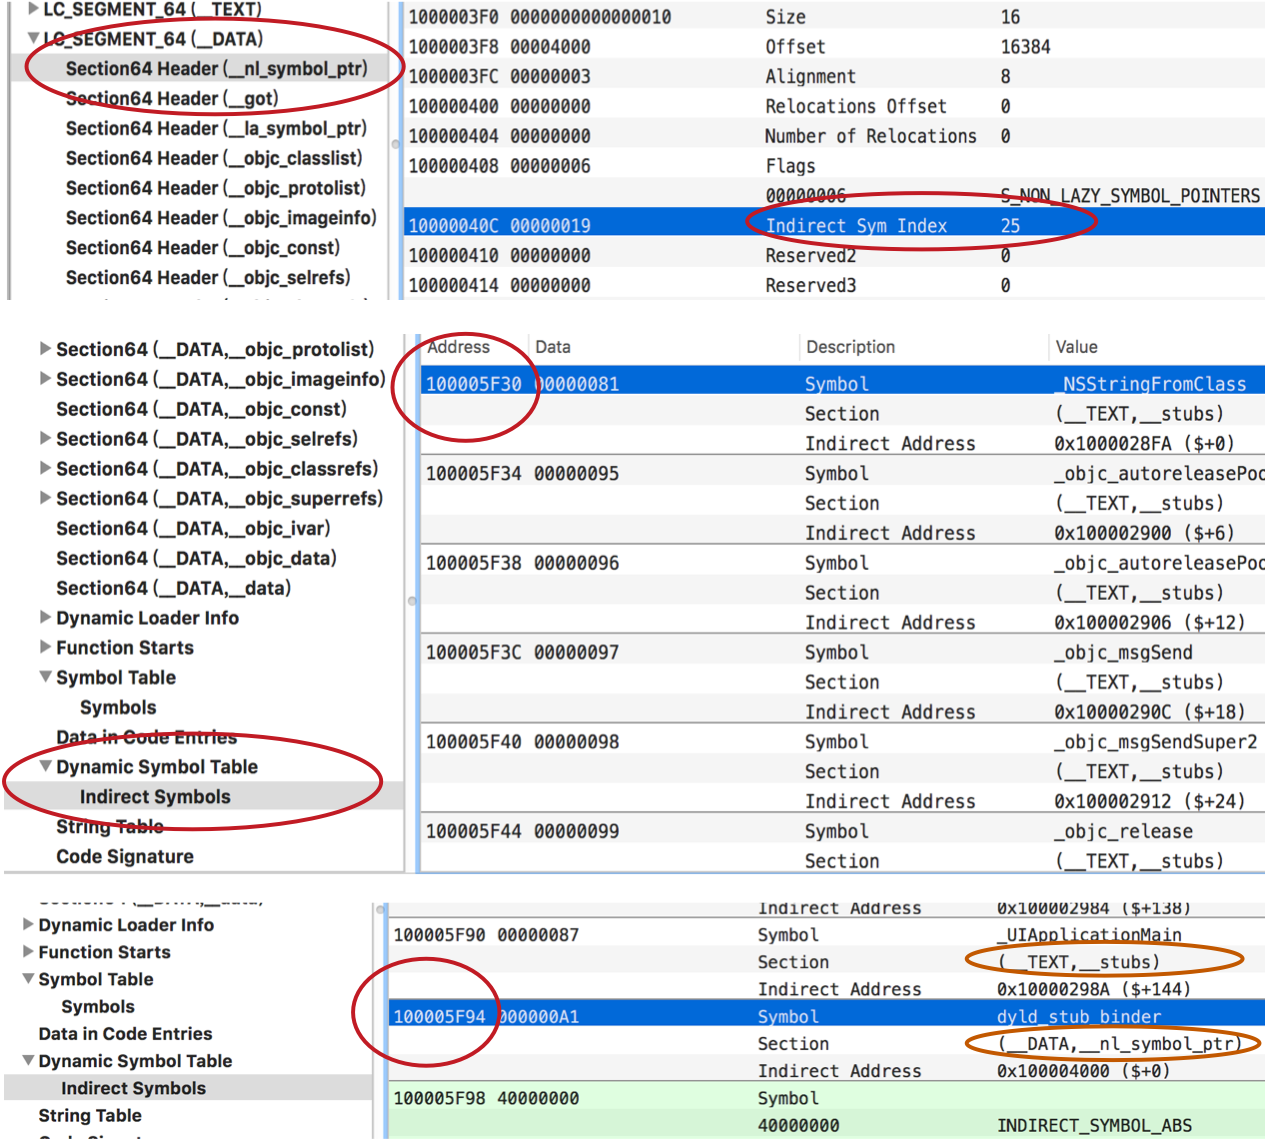 LC_SEGMENT_64 (__TEXT)
LC_SEGMENT_64 (__DATA)
Section64 Header (__nl_symbol_ptr)
Section64 Header (__got)
Section64 Header (__la_symbol_ptr)
Section64 Header (__objc_classlist)
Section64 Header (__objc_protolist)
Section64 Header (__objc_imageinfo)
Section64 Header (__objc_const)
Section64 Header (__objc_selrefs)
1000003F0 0000000000000010 Size 16
1000003F8 00004000 Offset 16384
1000003FC 00000003 Alignment 8
100000400 00000000 Relocations Offset 0
100000404 00000000 Number of Relocations 0
100000408 00000006 Flags
00000006 S_NON_LAZY_SYMBOL_POINTERS
10000040C 00000019 Indirect Sym Index 25
100000410 00000000 Reserved2 0
100000414 00000000 Reserved3 0
Section64 (__DATA,__objc_protolist)
Section64 (__DATA,__objc_imageinfo)
Section64 (__DATA,__objc_const)
Section64 (__DATA,__objc_selrefs)
Section64 (__DATA,__objc_classrefs)
Section64 (__DATA,__objc_superrefs)
Section64 (__DATA,__objc_ivar)
Section64 (__DATA,__objc_data)
Section64 (__DATA,__data)
Dynamic Loader Info
Function Starts
Symbol Table
Symbols
Data in Code Entries
Dynamic Symbol Table
Indirect Symbols
String Table
Code Signature
Address Data Description Value
100005F30 00000081 Symbol _NSStringFromClass
Section (__TEXT,__stubs)
Indirect Address 0x1000028FA ($+0)
100005F34 00000095 Symbol _objc_autoreleasePoo
Section (__TEXT,__stubs)
Indirect Address 0x100002900 ($+6)
100005F38 00000096 Symbol _objc_autoreleasePoo
Section (__TEXT,__stubs)
Indirect Address 0x100002906 ($+12)
100005F3C 00000097 Symbol _objc_msgSend
Section (__TEXT,__stubs)
Indirect Address 0x10000290C ($+18)
100005F40 00000098 Symbol _objc_msgSendSuper2
Section (__TEXT,__stubs)
Indirect Address 0x100002912 ($+24)
100005F44 00000099 Symbol _objc_release
Section (__TEXT,__stubs)
Dynamic Loader Info
Function Starts
Symbol Table
Symbols
Data in Code Entries
Dynamic Symbol Table
Indirect Symbols
String Table
Indirect Address 0x100002984 ($+138)
100005F90 00000087 Symbol _UIApplicationMain
Section (__TEXT,__stubs)
Indirect Address 0x10000298A ($+144)
100005F94 000000A1 Symbol dyld_stub_binder
Section (__DATA,__nl_symbol_ptr)
Indirect Address 0x100004000 ($+0)
100005F98 40000000 Symbol
40000000 INDIRECT_SYMBOL_ABS